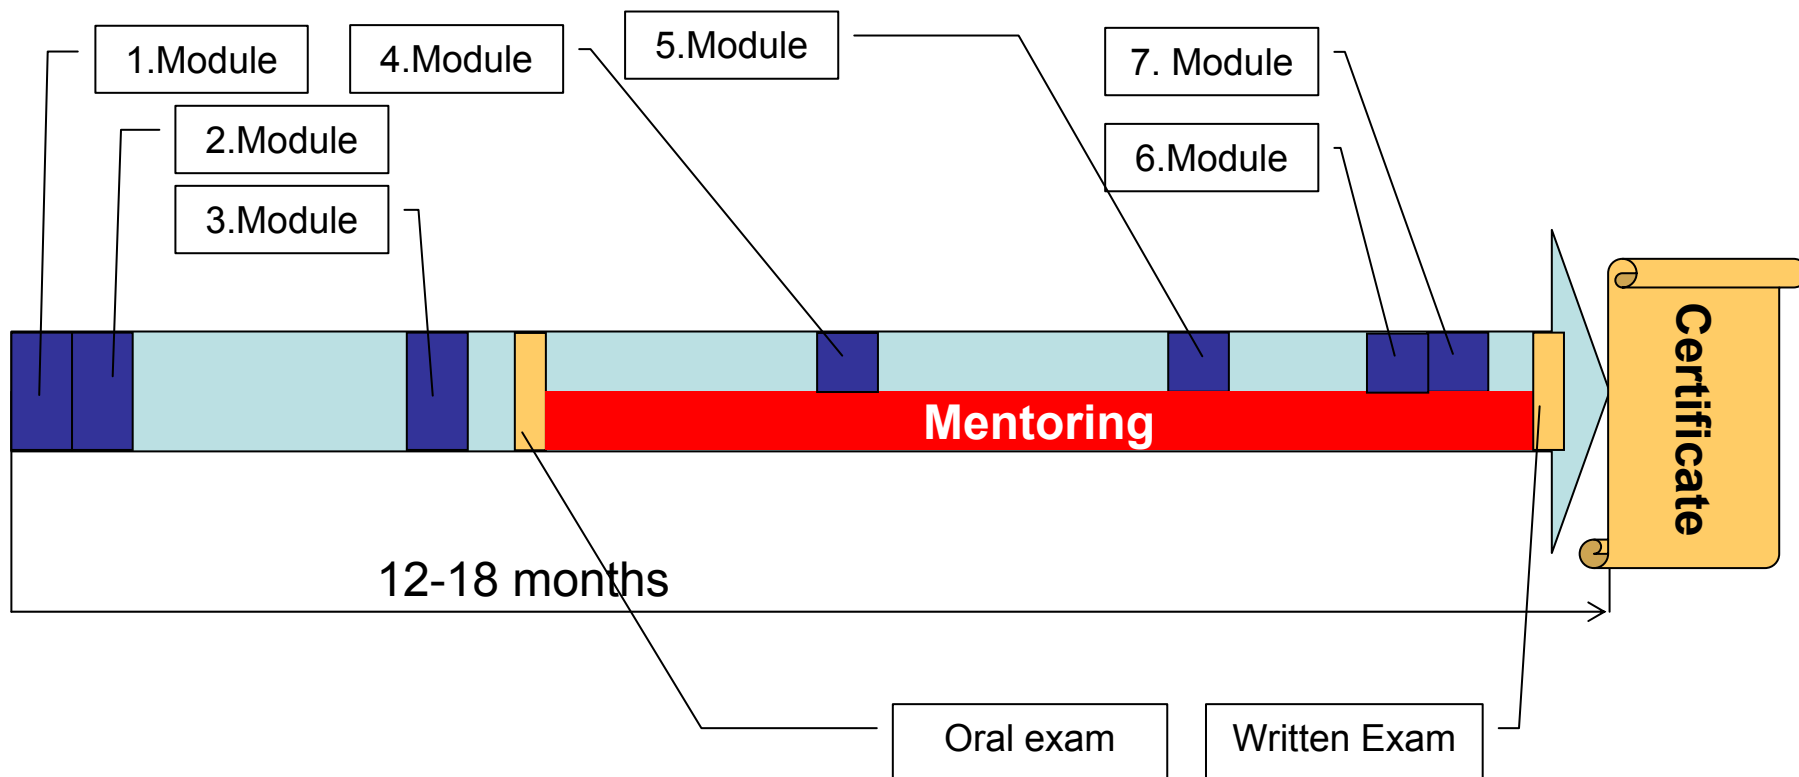 1.Module
4.Module
5.Module
7. Module
2.Module
6.Module
3.Module
Mentoring
Certificate
12-18 months
Oral exam
Written Exam